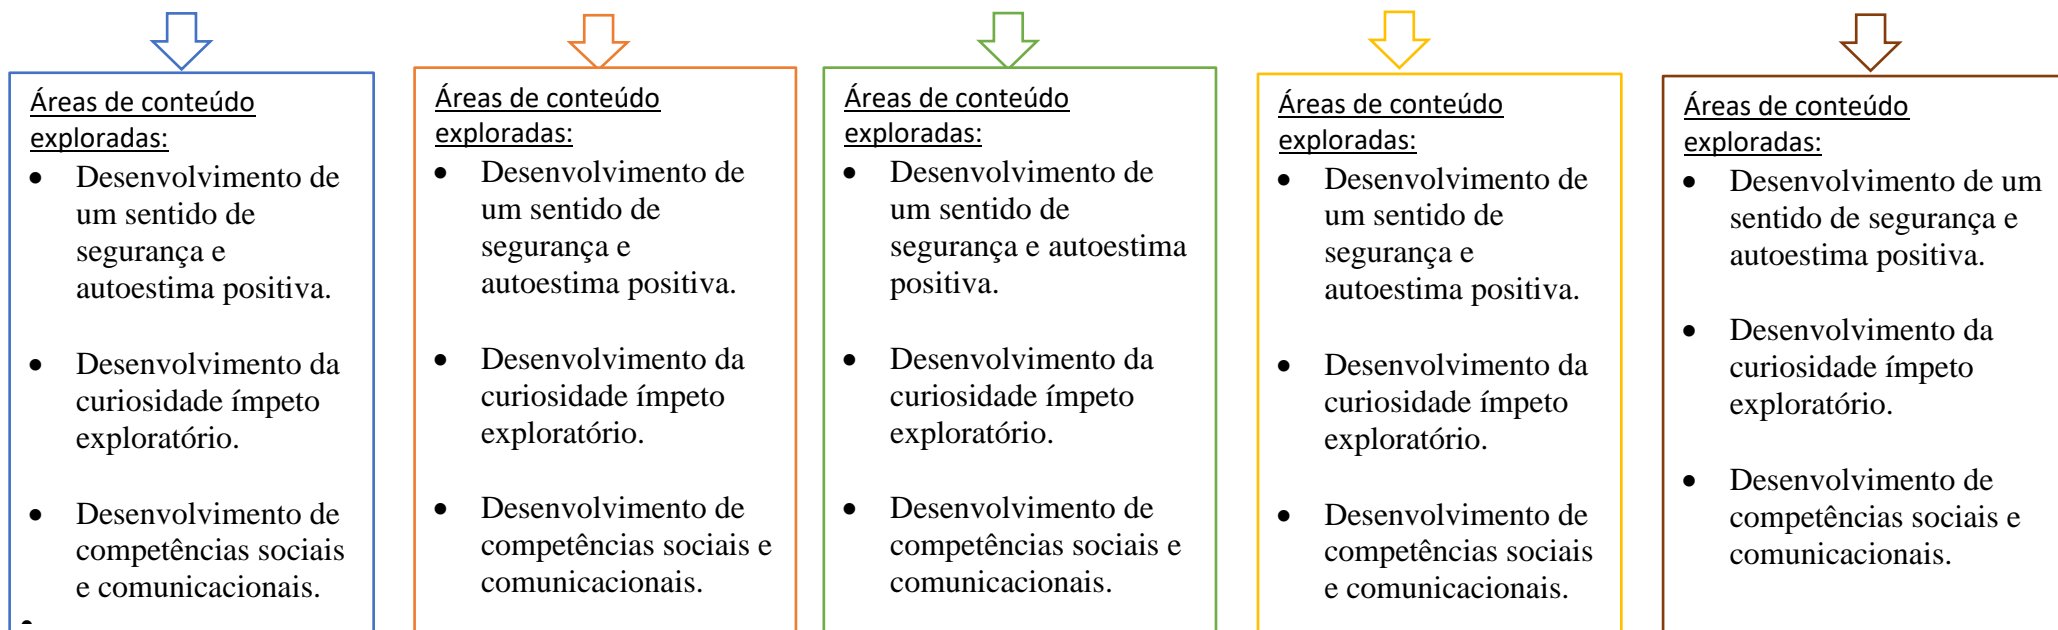 Áreas de conteúdo
exploradas:
• Desenvolvimento de
um sentido de
segurança e
autoestima positiva.
• Desenvolvimento da
curiosidade ímpeto
exploratório.
• Desenvolvimento de
competências sociais
e comunicacionais.
•
Áreas de conteúdo
exploradas:
• Desenvolvimento de
um sentido de
segurança e
autoestima positiva.
• Desenvolvimento da
curiosidade ímpeto
exploratório.
• Desenvolvimento de
competências sociais e
comunicacionais.
Áreas de conteúdo
exploradas:
• Desenvolvimento de
um sentido de
segurança e autoestima
positiva.
• Desenvolvimento da
curiosidade ímpeto
exploratório.
• Desenvolvimento de
competências sociais e
comunicacionais.
Áreas de conteúdo
exploradas:
• Desenvolvimento de
um sentido de
segurança e
autoestima positiva.
• Desenvolvimento da
curiosidade ímpeto
exploratório.
• Desenvolvimento de
competências sociais
e comunicacionais.
Áreas de conteúdo
exploradas:
• Desenvolvimento de um
sentido de segurança e
autoestima positiva.
• Desenvolvimento da
curiosidade ímpeto
exploratório.
• Desenvolvimento de
competências sociais e
comunicacionais.